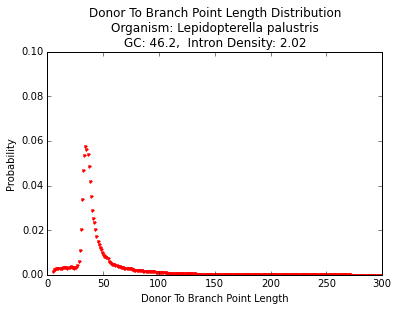 Donor To Branch Point Length Distribution
Organism: Lepidopterella palustris
GC: 46.2,  Intron Density: 2.02
0.10
0.08
0.06
0.04
0.02
0.00
Probability
0 50 100 150 200 250 300
Donor To Branch Point Length